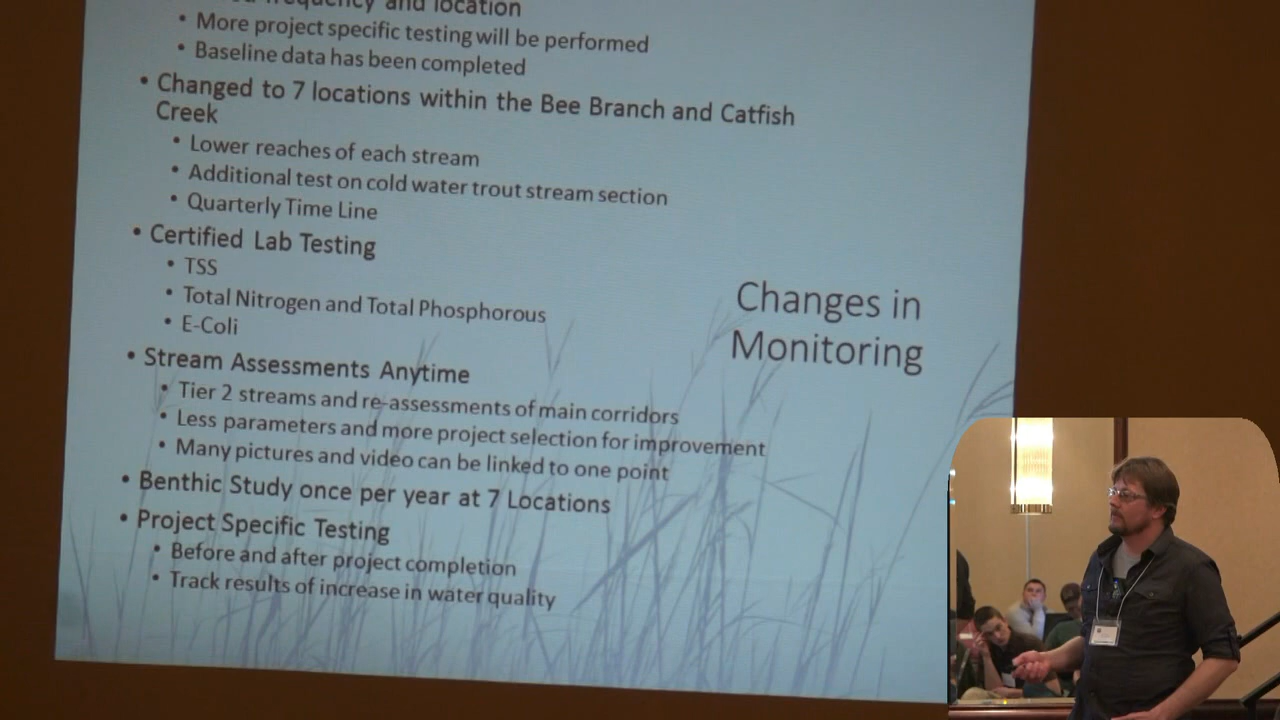 frequency and location
• More project specific testing will be performed
• Baseline data has been completed
• Changed to 7 locations within the Bee Branch and Catfish
Creek
• Lower reaches of each stream
• Additional test on cold water trout stream section
• Quarterly Time Line
• Certified Lab Testing
• TSS
• Total Nitrogen and Total Phosphorous
• E-Coli
• Stream Assessments Anytime
• Tier 2 streams and re-assessments of main corridors
• Less parameters and more project selection for improvement
• Many pictures and video can be linked to one point
• Benthic Study once per year at 7 Locations
• Project Specific Testing
• Before and after project completion
• Track results of increase in water quality
Changes in
Monitoring